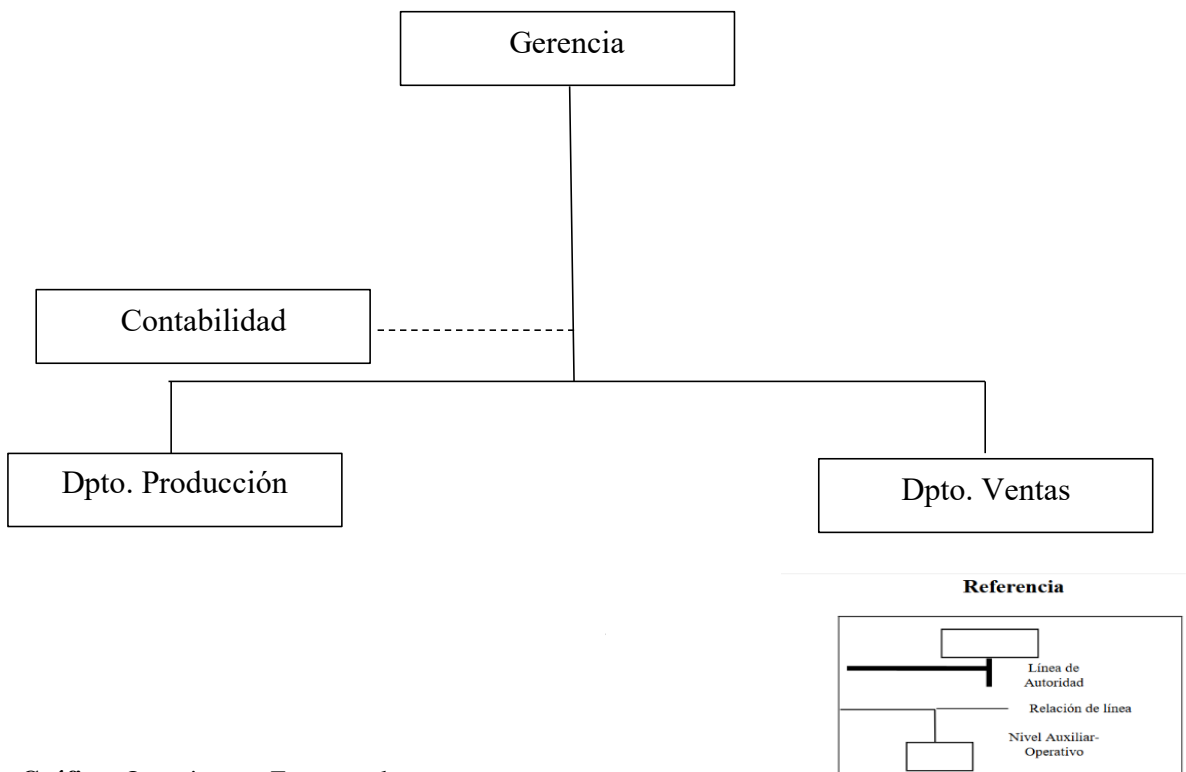 Gerencia
Contabilidad
Dpto. Producción
Dpto. Ventas
Referencia
Línea de
Autoridad
Relación de línea
Nivel Auxiliar-
Operativo